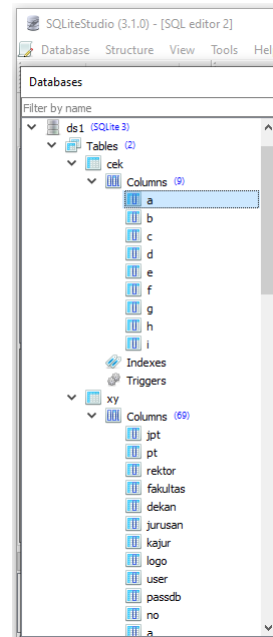 SQLiteStudio (3.1.0) - [SQL editor 2]
Database Structure View Tools Hel
Databases
Filter by name
ds1 (SQLite 3)
Tables (2)
cek
Columns (9)
a
b
c
d
e
f
g
h
i
Indexes
Triggers
xy
Columns (69)
jpt
pt
rektor
fakultas
dekan
jurusan
kajur
logo
user
passdb
no
a